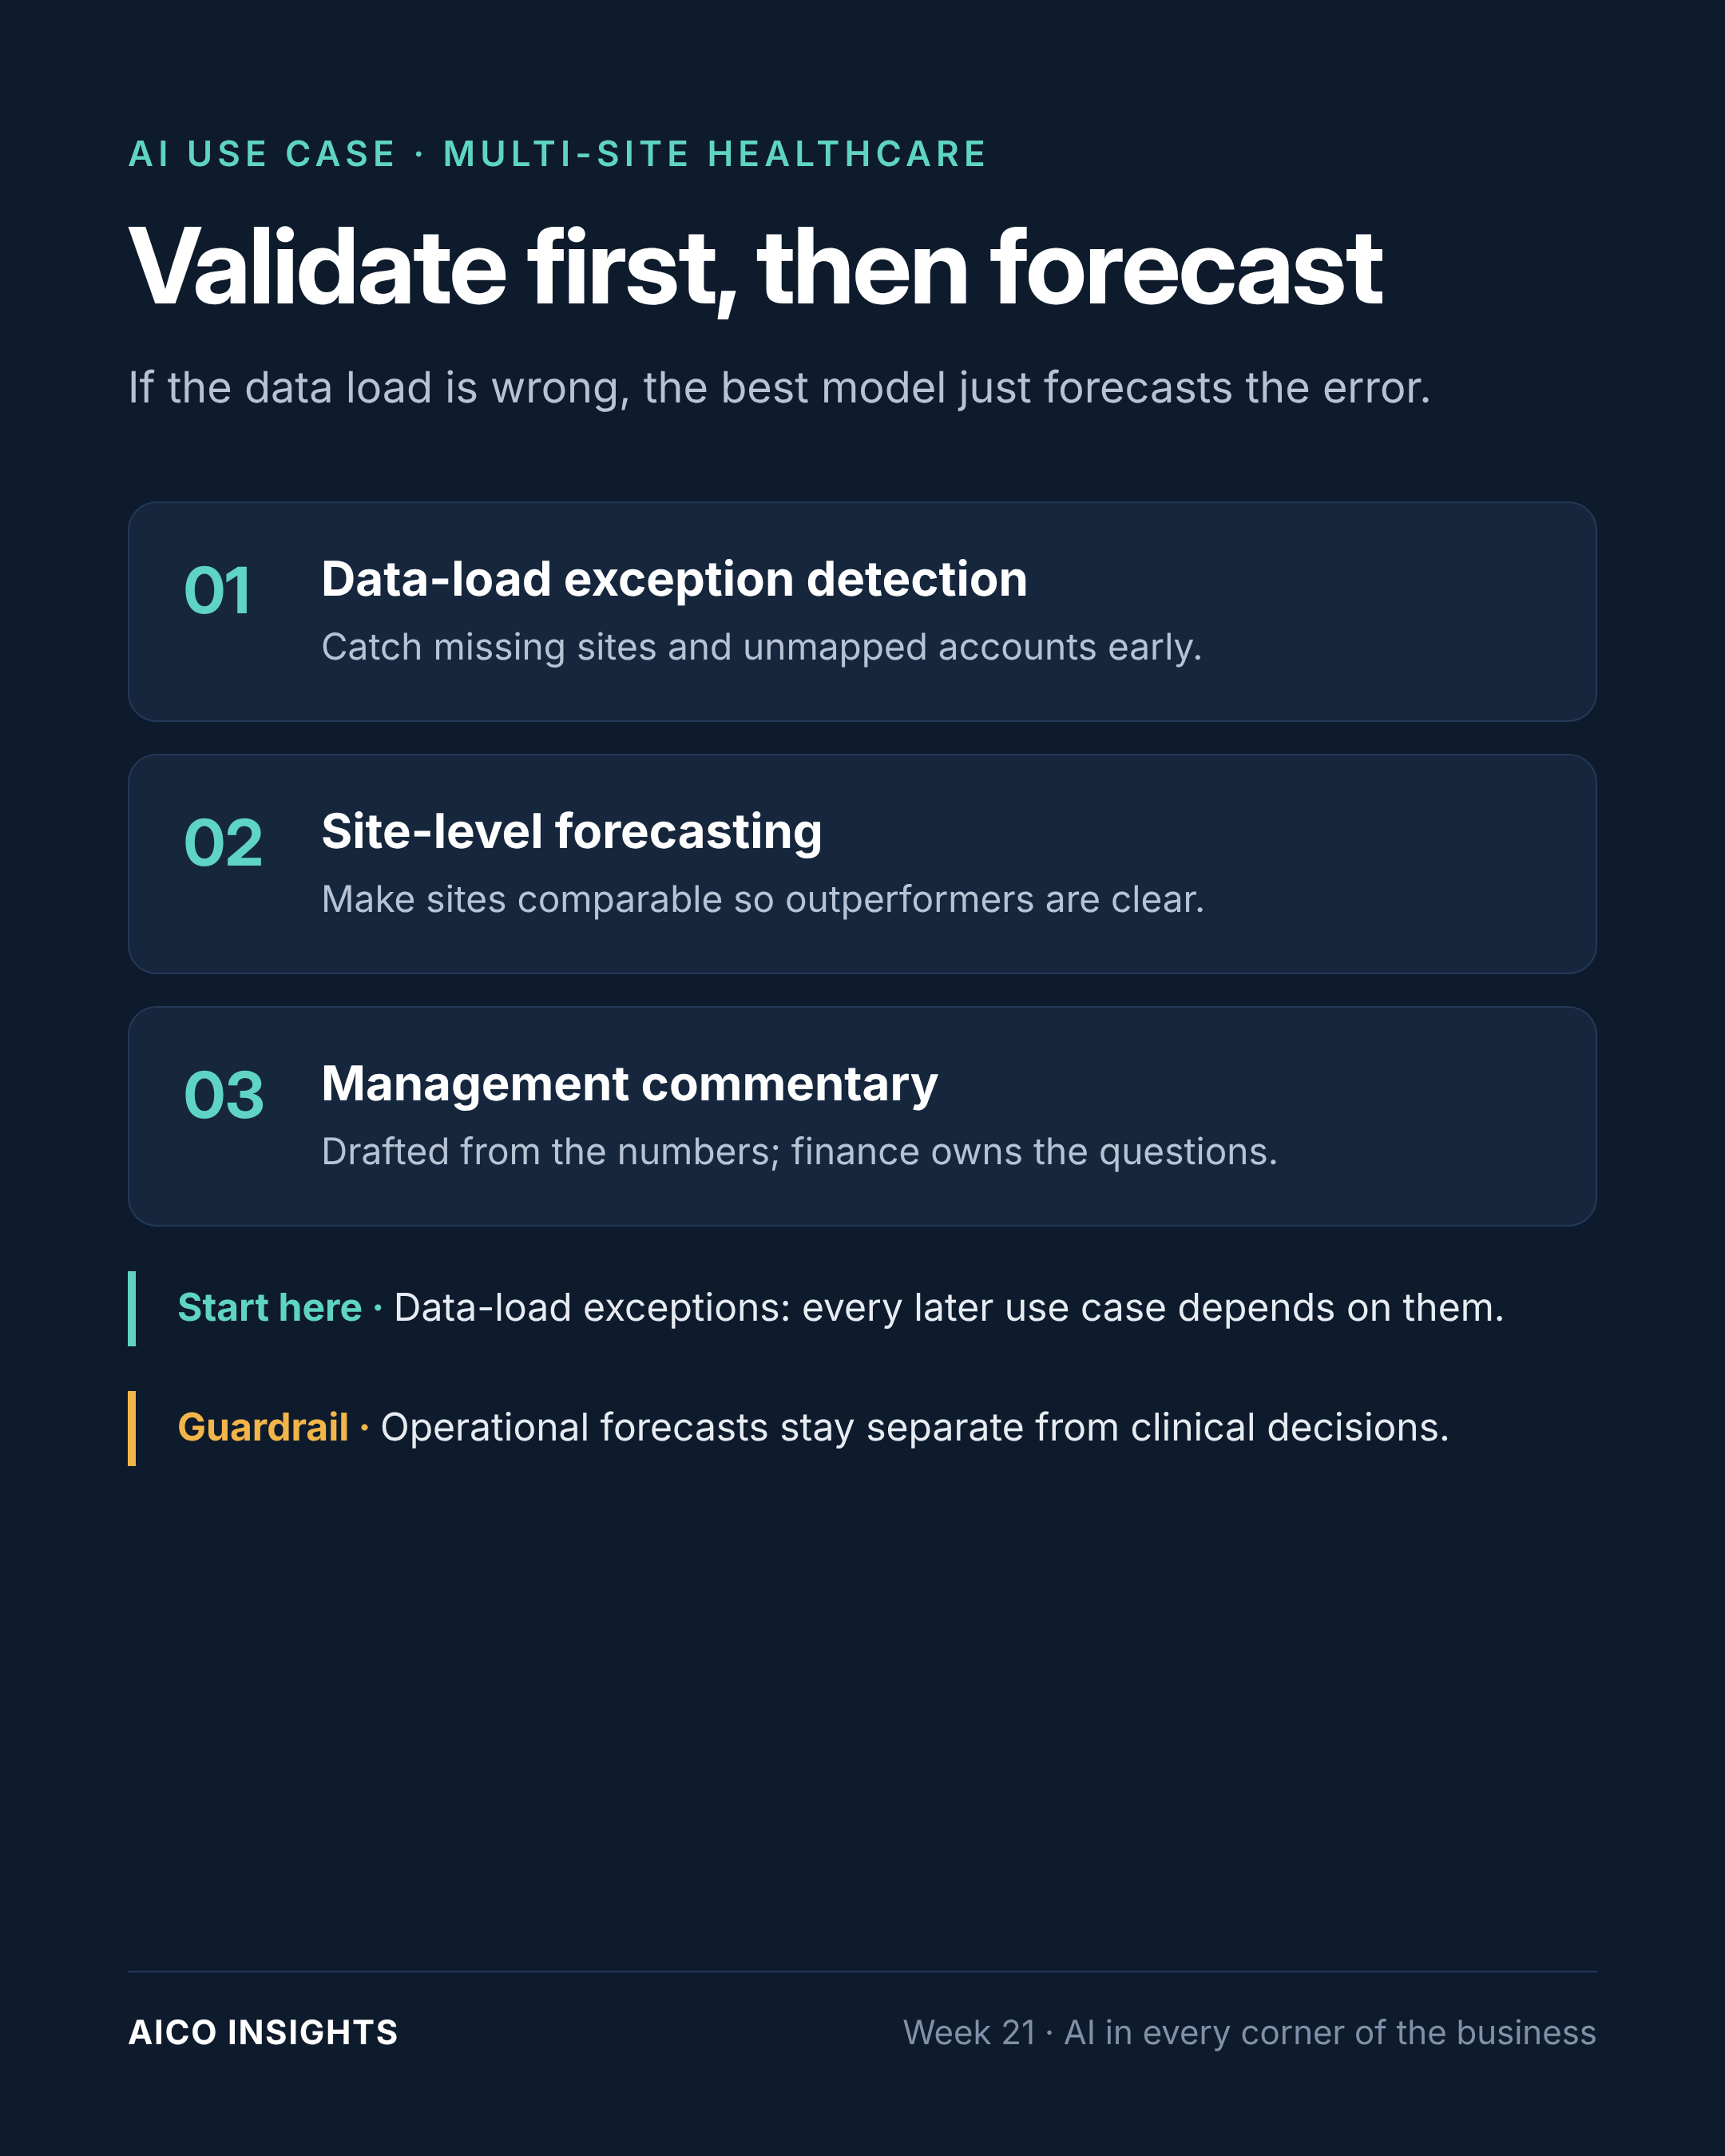 AI USE CASE · MULTI-SITE HEALTHCARE
Validate first, then forecast
If the data load is wrong, the best model just forecasts the error.
01
Data-load exception detection
Catch missing sites and unmapped accounts early.
02
Site-level forecasting
Make sites comparable so outperformers are clear.
03
Management commentary
Drafted from the numbers; finance owns the questions.
Start here · Data-load exceptions: every later use case depends on them.
Guardrail · Operational forecasts stay separate from clinical decisions.
AICO INSIGHTS
Week 21 · AI in every corner of the business